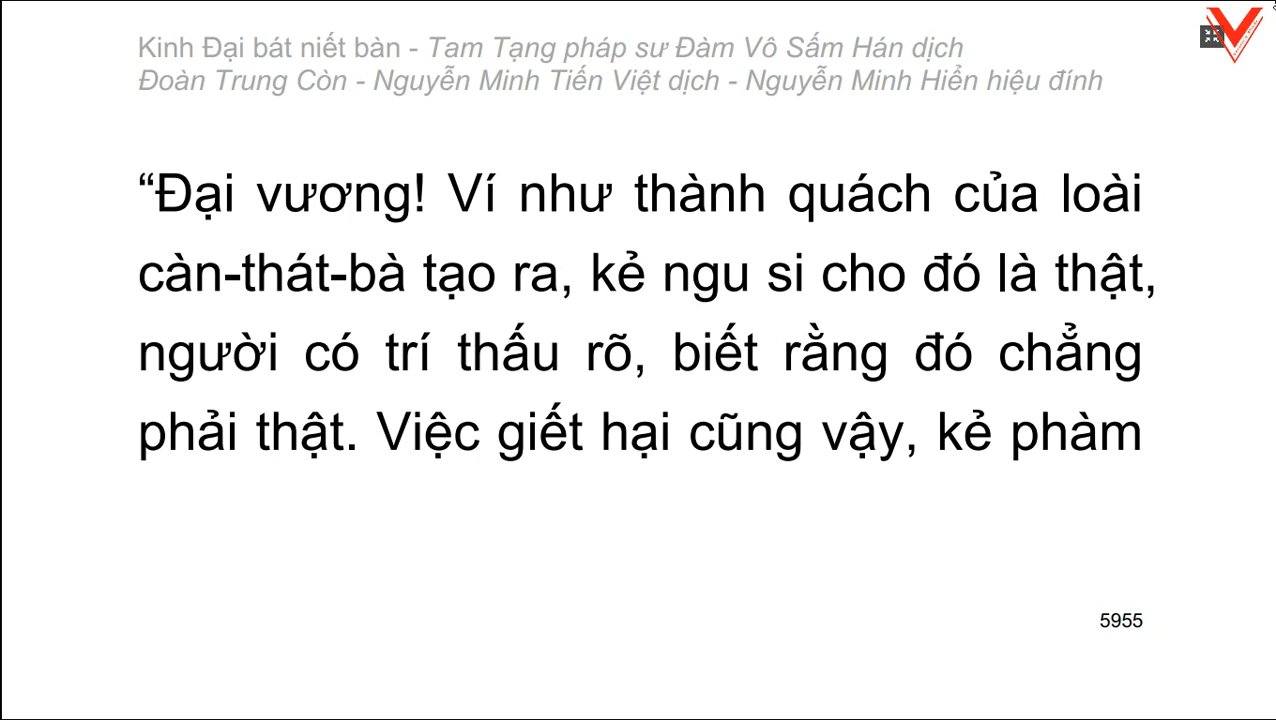 Kinh Đại bát niết bàn - Tam Tạng pháp sư Đàm Vô Sấm Hán dịch
Đoàn Trung Còn - Nguyễn Minh Tiến Việt dịch - Nguyễn Minh Hiển hiệu đính
“Đại vương! Ví như thành quách của loài
càn-thát-bà tạo ra, kẻ ngu si cho đó là thật,
người có trí thấu rõ, biết rằng đó chẳng
phải thật. Việc giết hại cũng vậy, kẻ phàm
5955